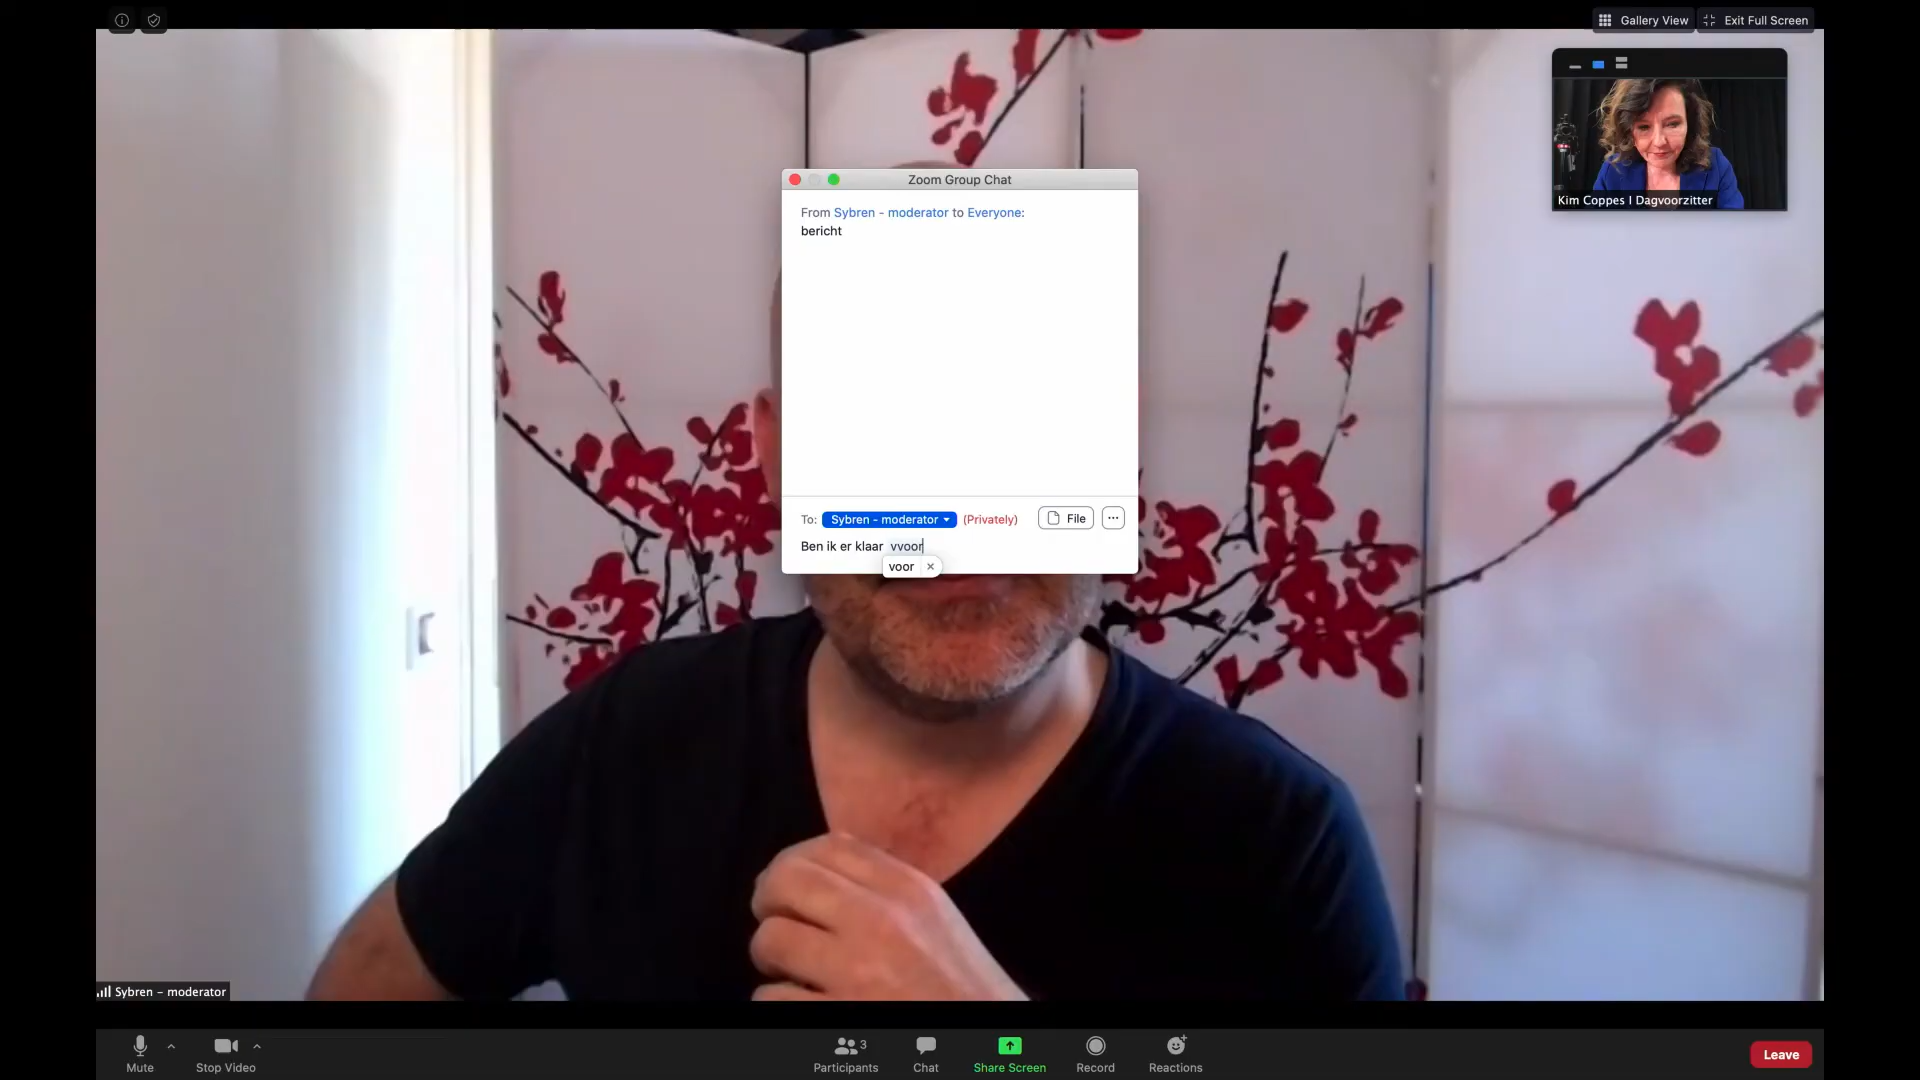 Gallery View
Exit Full Screen
Kim Coppes I Dagvoorzitter
Zoom Group Chat
From Sybren - moderator to Everyone:
bericht
To: Sybren - moderator (Privately) File
Ben ik er klaar vvoor
voor
Sybren - moderator
Mute
Stop Video
3
Participants
Chat
Share Screen
Record
Reactions
Leave